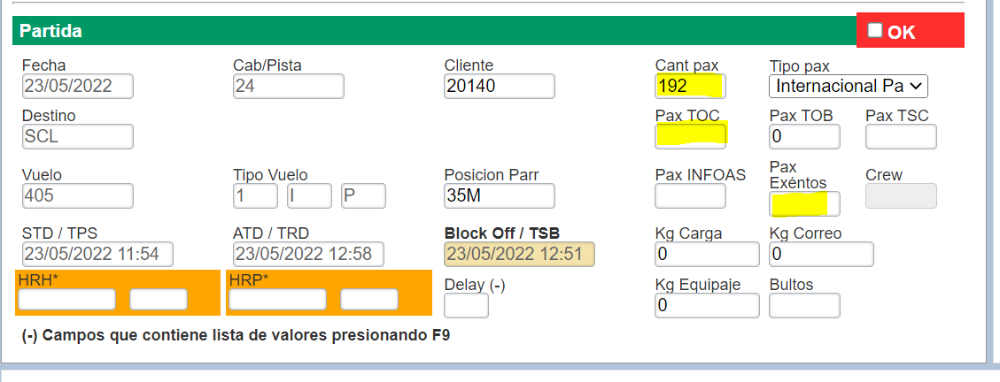 Partida OK
Fecha Cab/Pista Cliente Cant pax Tipo pax
23/05/2022 24 20140 192 Internacional Pa
Destino Pax TOC Pax TOB Pax TSC
SCL 0
Vuelo Tipo Vuelo Posicion Parr Pax INFOAS Pax Exéntos Crew
405 1 I P 35M
STD / TPS ATD / TRD Block Off / TSB Kg Carga Kg Correo
23/05/2022 11:54 23/05/2022 12:58 23/05/2022 12:51 0 0
HRH* HRP* Delay (-) Kg Equipaje Bultos
0
(-) Campos que contiene lista de valores presionando F9